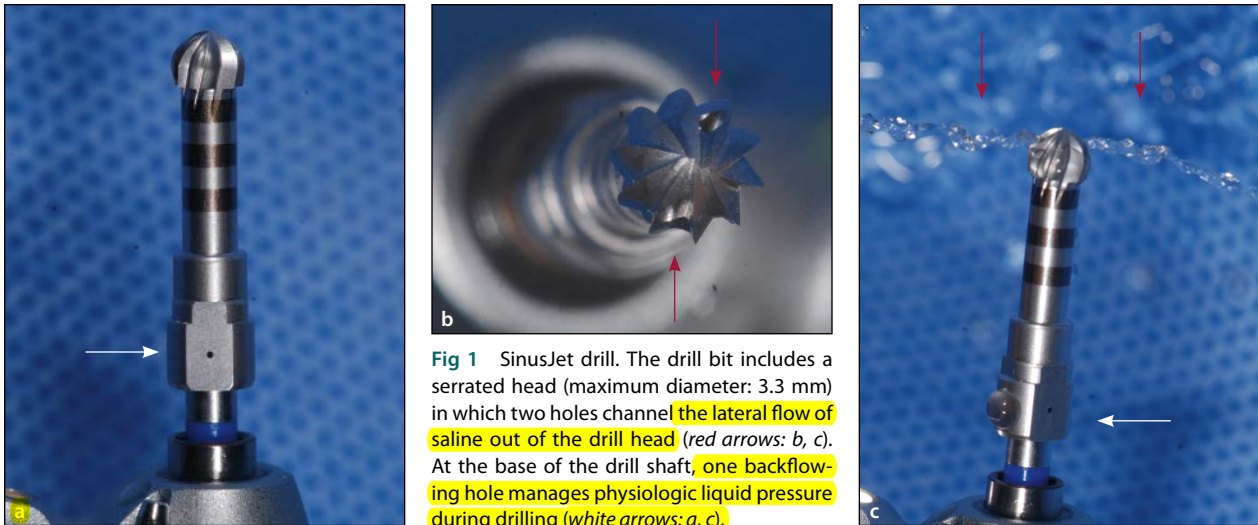 a
b
c
Fig 1 SinusJet drill. The drill bit includes a
serrated head (maximum diameter: 3.3 mm)
in which two holes channel the lateral flow of
saline out of the drill head (red arrows: b, c).
At the base of the drill shaft, one backflow-
ing hole manages physiologic liquid pressure
during drilling (white arrows: a, c).